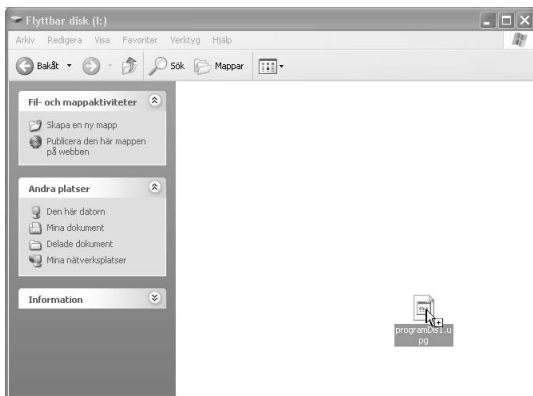 Flyttbar disk (I:)
Arkiv Redigera Visa Favoriter Verktyg Hjälp
Bakåt Sök Mappar
Fil- och mappaktiviteter
Skapa en ny mapp
Publicera den här mappen
på webben
Andra platser
Den här datorn
Mina dokument
Delade dokument
Mina nätverksplatser
Information
programDisT.u
pg